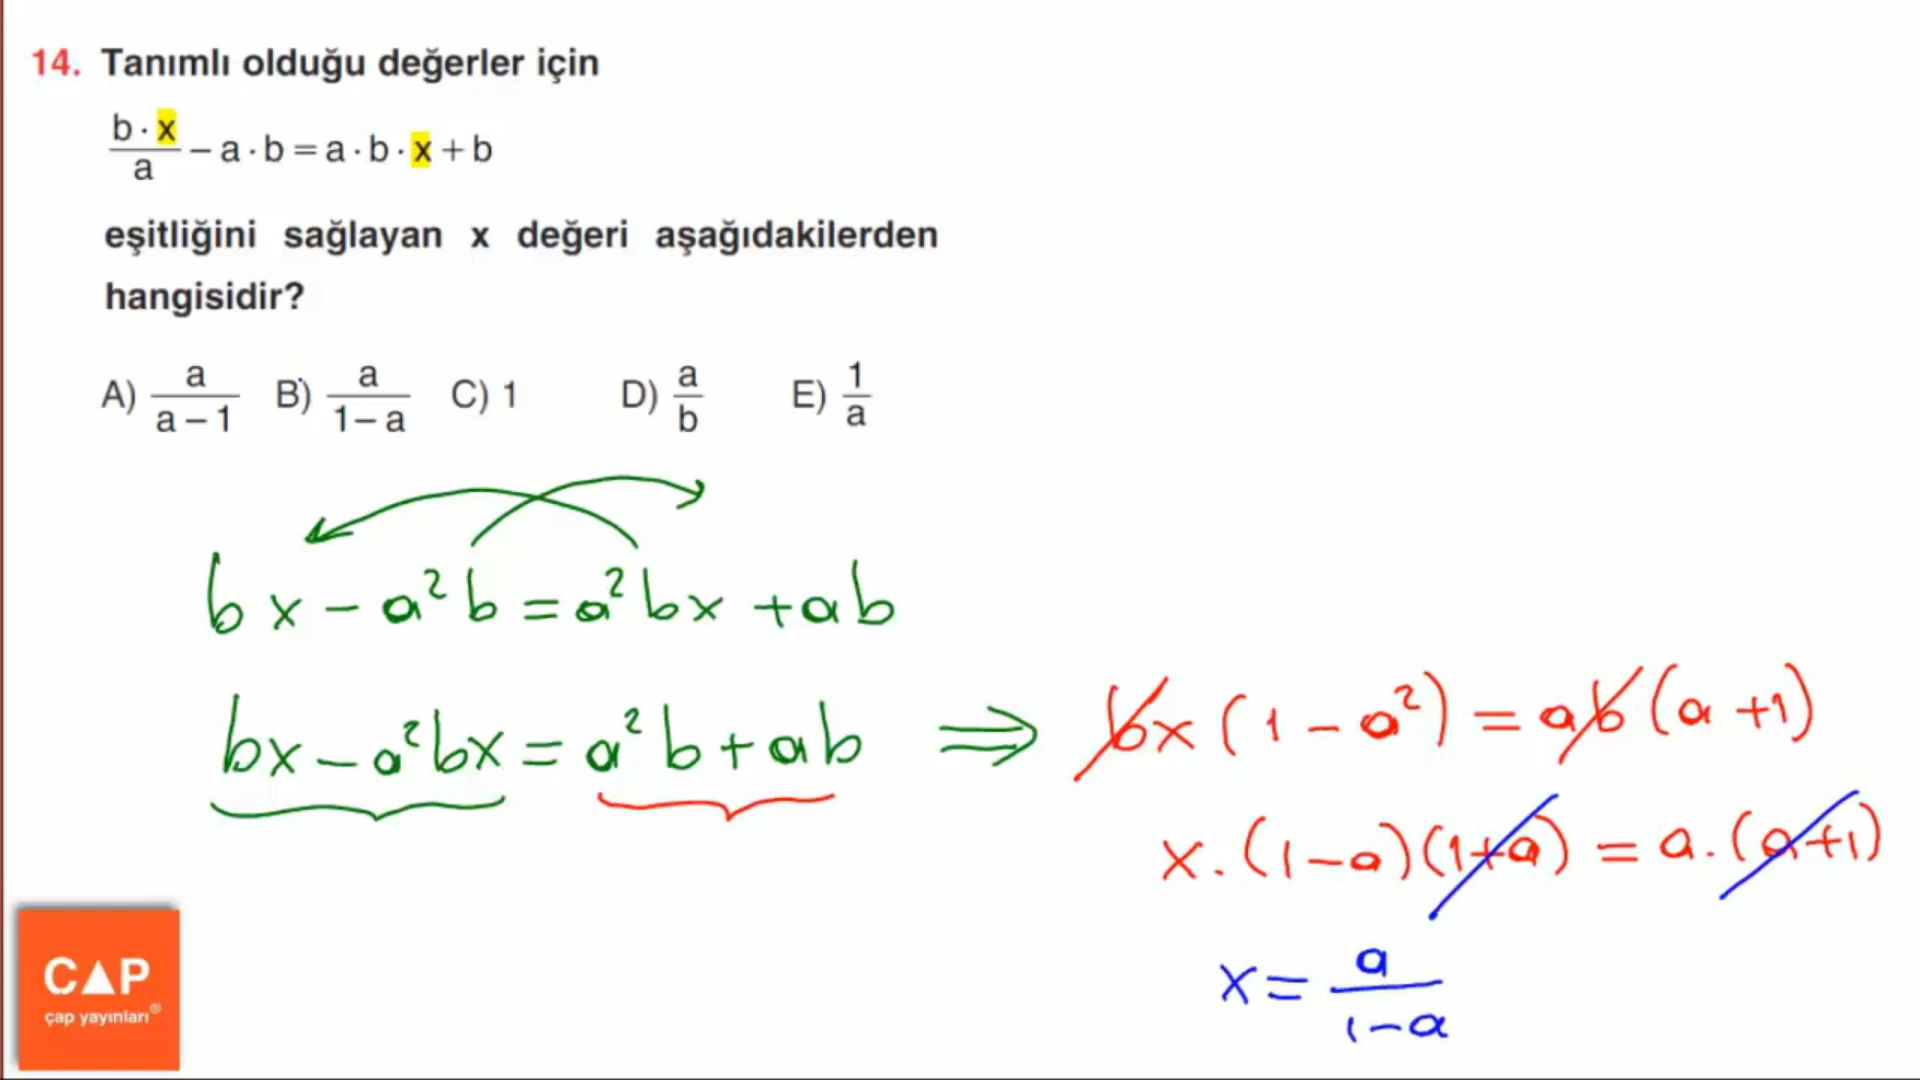 14. Tanımlı olduğu değerler için
b · x / a − a · b = a · b · x + b
eşitliğini sağlayan x değeri aşağıdakilerden
hangisidir?
A) a / a − 1 B) a / 1 − a C) 1 D) a / b E) 1 / a
bx − a²b = a²bx + ab
bx − a²bx = a²b + ab ⇒ bx(1 − a²) = ab(a + 1)
x.(1 − a)(1 + a) = a.(a + 1)
x = a / 1 − a
ÇAP
çap yayınları®